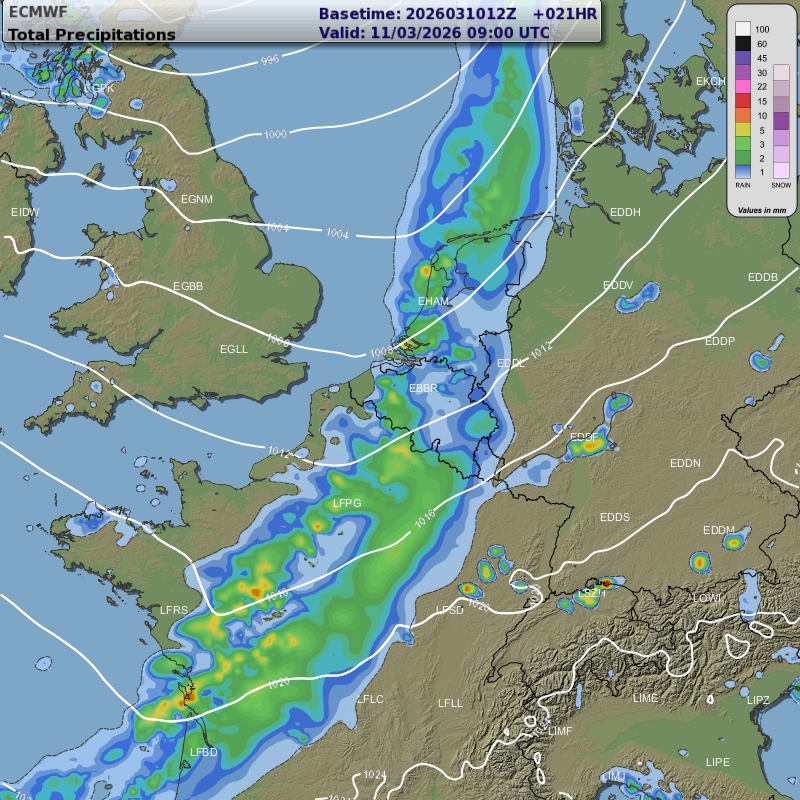 ECMWF
Basetime: 2026031012Z +021HR
Total Precipitations
Valid: 11/03/2026 09:00 UTC
100
60
45
30
22
15
10
5
3
2
1
RAIN
SNOW
Values in mm
996
EGPK
EKCH
1000
EGNM
EIDW
1004
1004
EDDH
EGBB
EDDV
EDDB
EHAM
1008
EGLL
1008
1012
EDDP
EDDL
EBBR
1012
EDDF
EDDN
LFPG
1016
EDDS
EDDM
1016
LFRS
LFSD
1020
LSZH
LOWI
1020
LFLC
LFLL
LIME
LIPZ
LIMF
LFBD
LIPE
1024
LIMJ